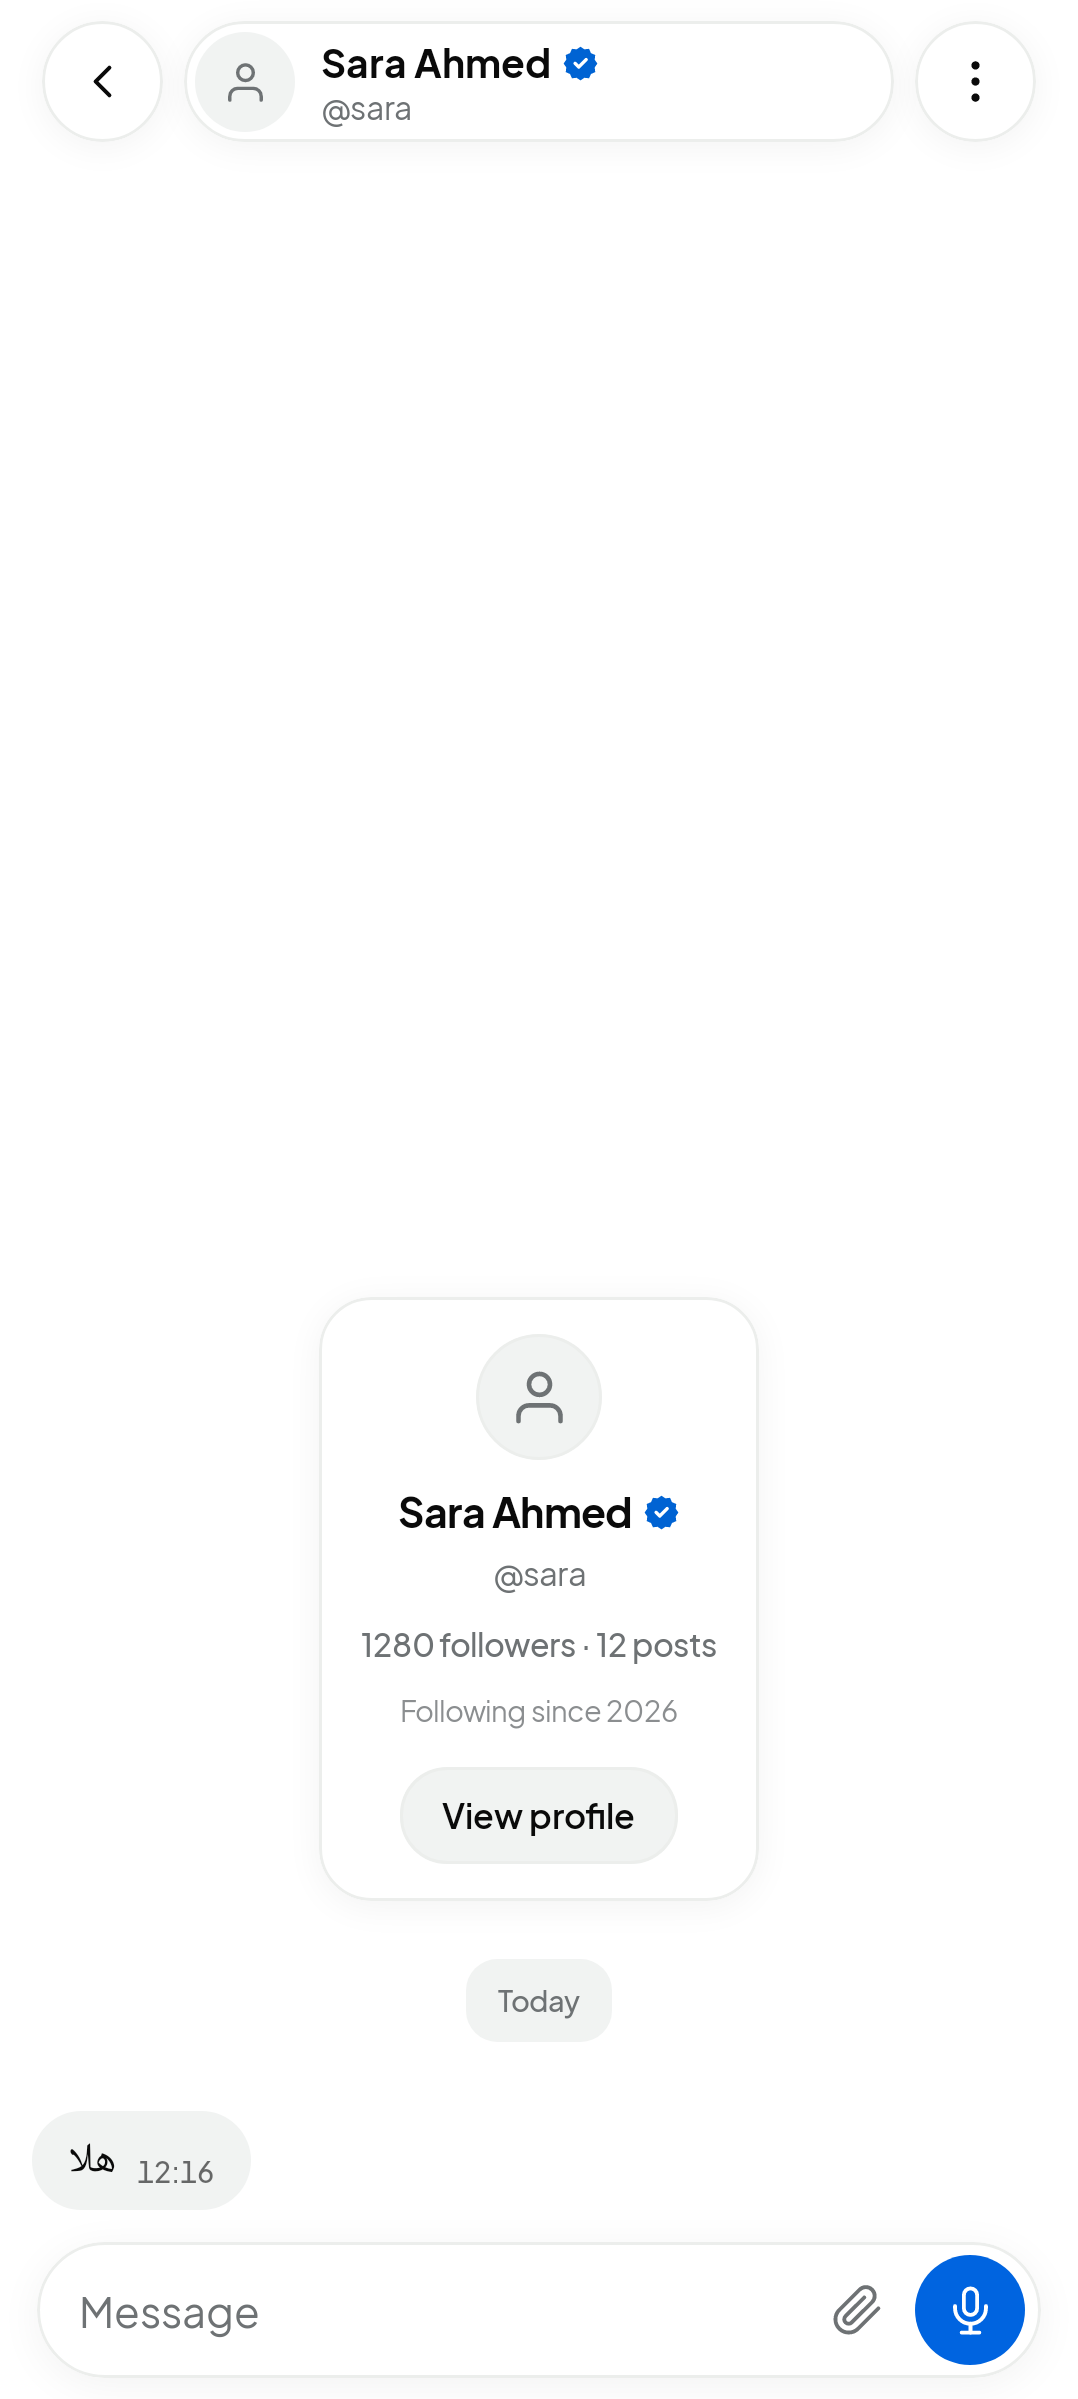 Sara Ahmed
@sara
Sara Ahmed
@sara
1280 followers · 12 posts
Following since 2026
View profile
Today
هلا 12:16
Message